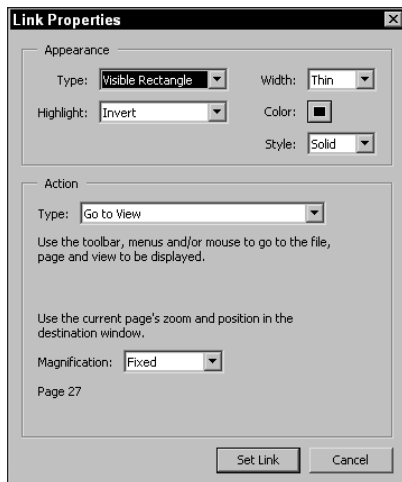 Link Properties
Appearance
Type: Visible Rectangle Width: Thin
Highlight: Invert Color:
Style: Solid
Action
Type: Go to View
Use the toolbar, menus and/or mouse to go to the file,
page and view to be displayed.
Use the current page's zoom and position in the
destination window.
Magnification: Fixed
Page 27
Set Link Cancel